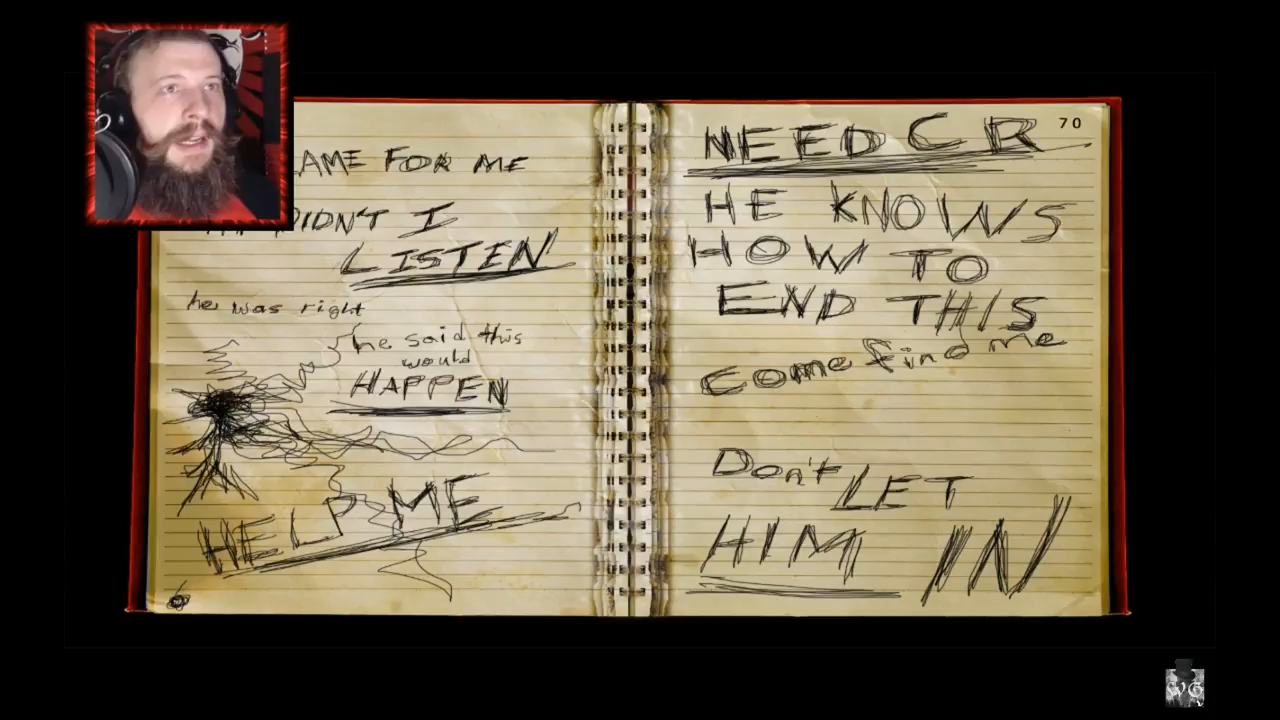 AME FOR ME
DIDN'T I
LISTEN
he was right
he said this
would
HAPPEN
HELP ME
70
NEED CR
HE KNOWS
HOW TO
END THIS
come find me
Don't LET
HIM IN
WG